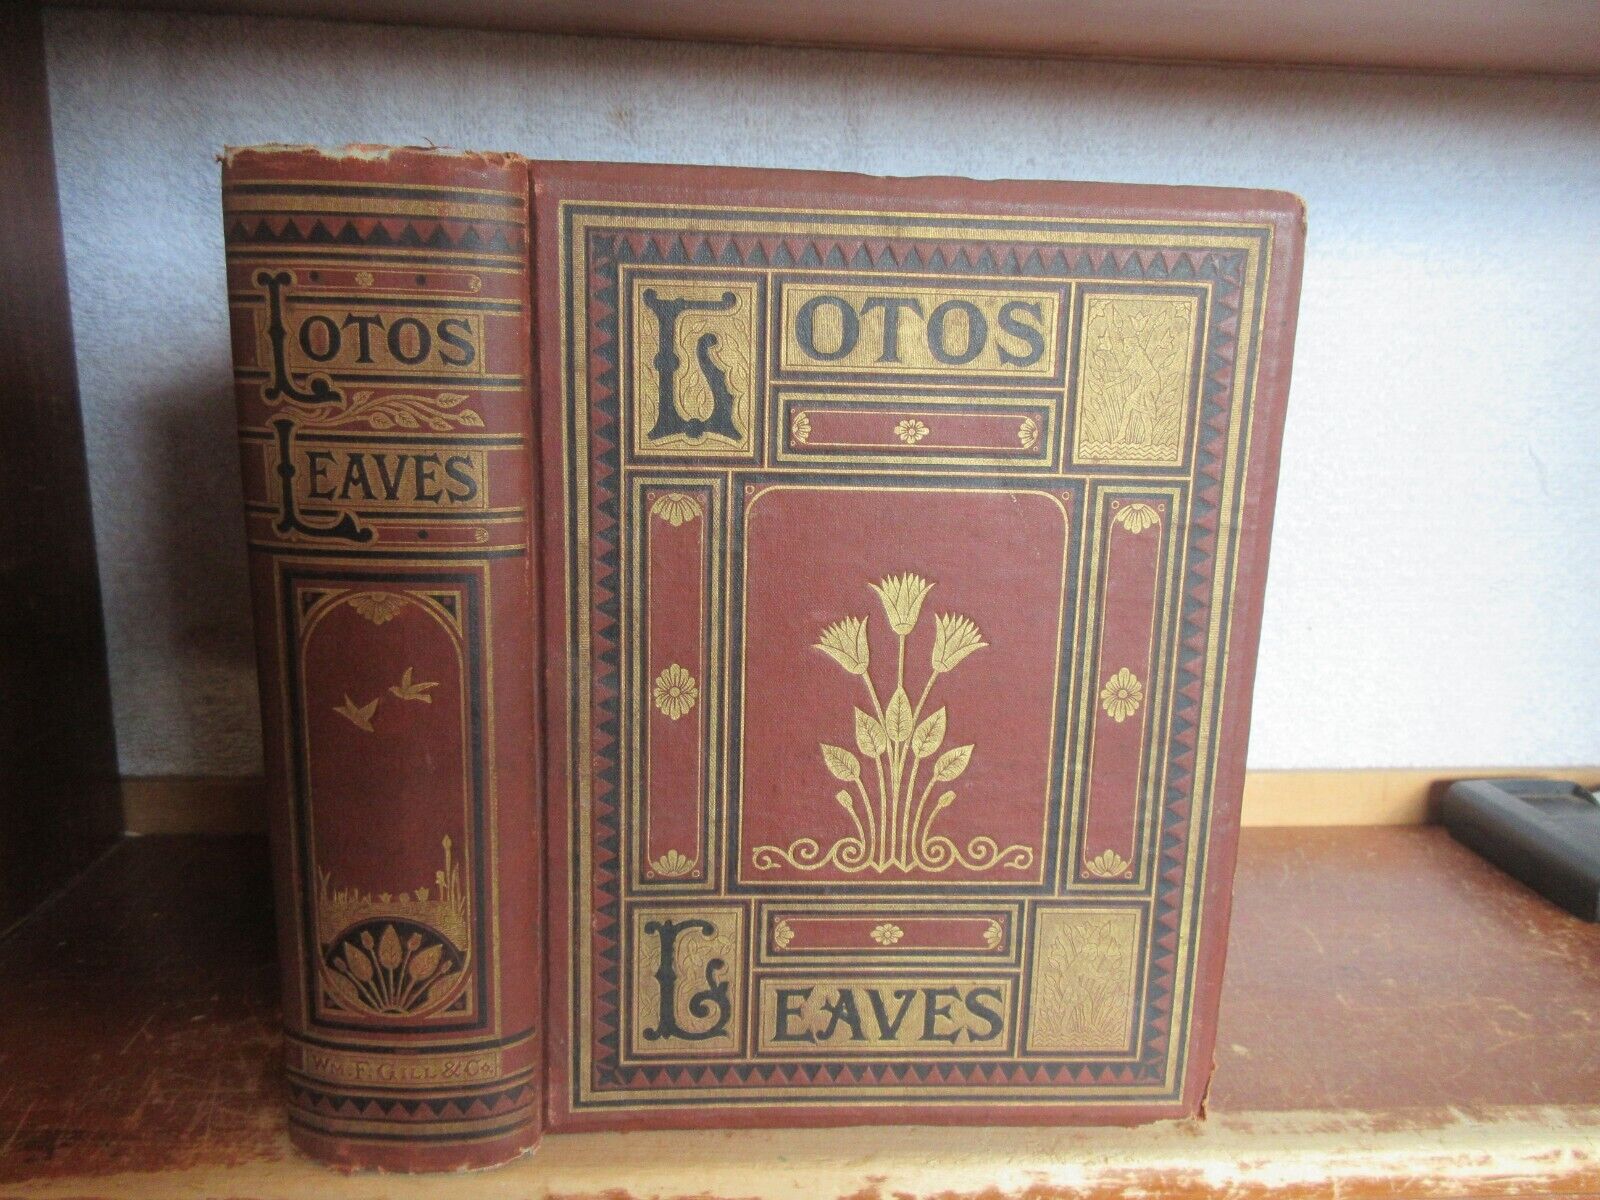 LOTOS
LEAVES
WM. F. GILL & CO.
LOTOS
LEAVES